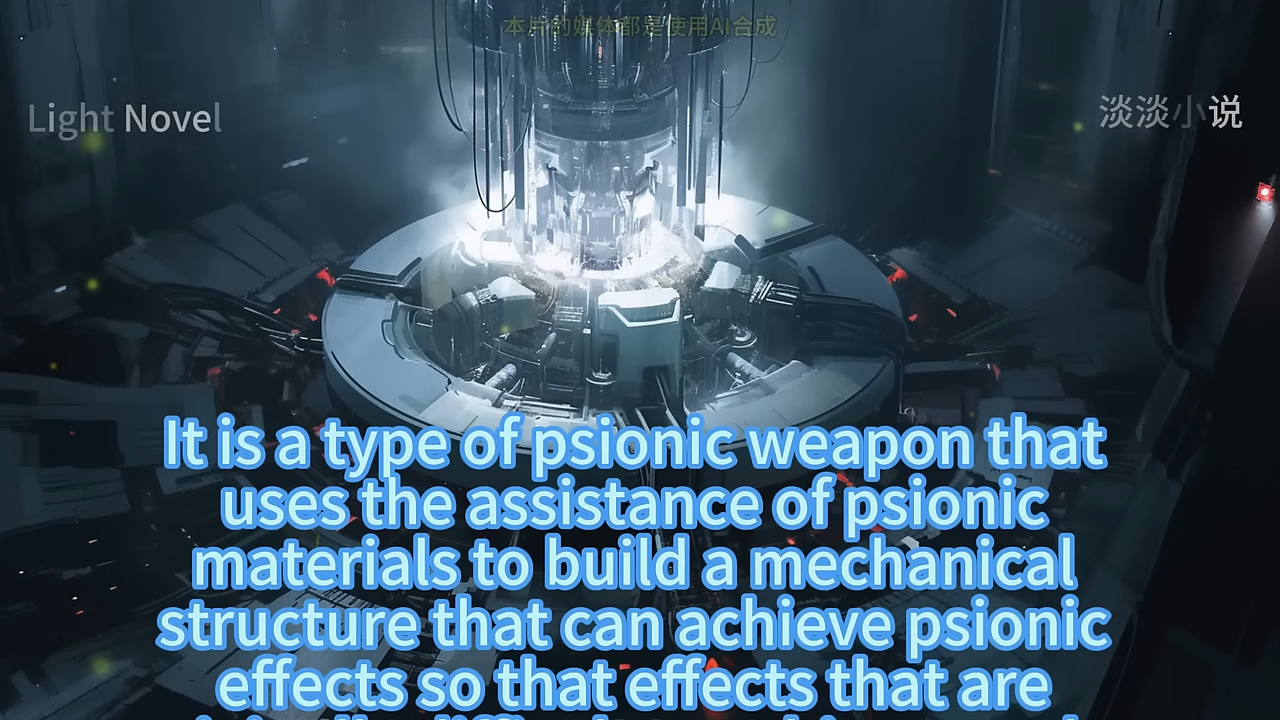 本片的媒体都是使用AI合成
Light Novel
淡淡小说
It is a type of psionic weapon that
uses the assistance of psionic
materials to build a mechanical
structure that can achieve psionic
effects so that effects that are